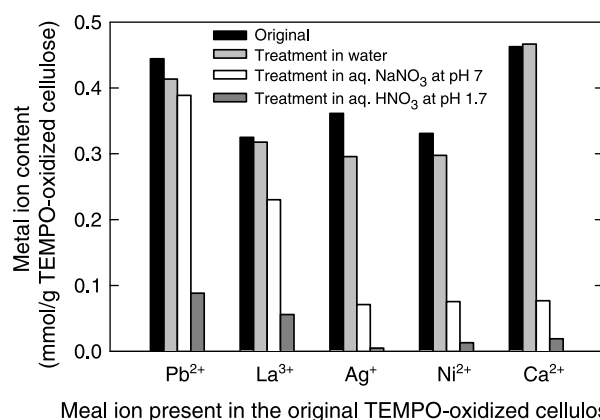 0.5
0.4
0.3
0.2
0.1
0.0
Metal ion content
(mmol/g TEMPO-oxidized cellulose)
Original
Treatment in water
Treatment in aq. NaNO₃ at pH 7
Treatment in aq. HNO₃ at pH 1.7
Pb²⁺ La³⁺ Ag⁺ Ni²⁺ Ca²⁺
Meal ion present in the original TEMPO-oxidized